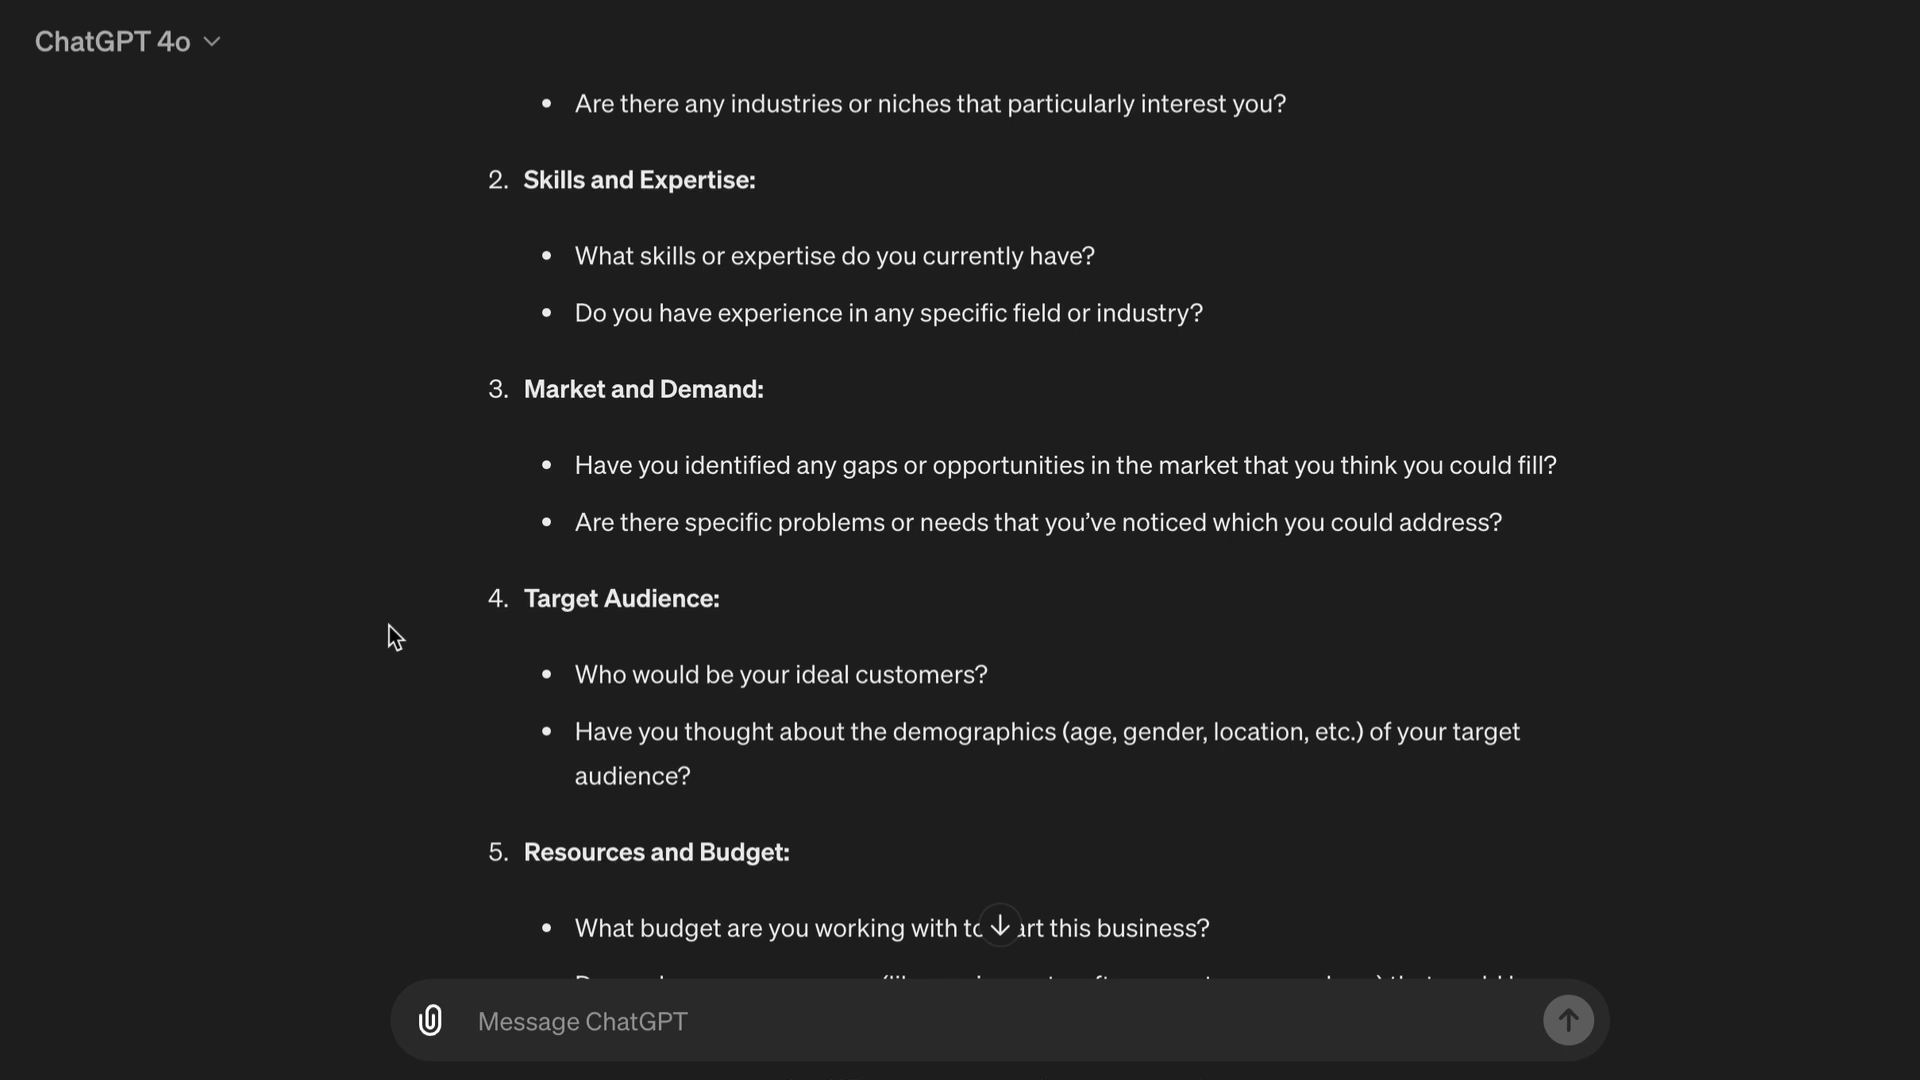 ChatGPT 4o
• Are there any industries or niches that particularly interest you?
2. Skills and Expertise:
• What skills or expertise do you currently have?
• Do you have experience in any specific field or industry?
3. Market and Demand:
• Have you identified any gaps or opportunities in the market that you think you could fill?
• Are there specific problems or needs that you’ve noticed which you could address?
4. Target Audience:
• Who would be your ideal customers?
• Have you thought about the demographics (age, gender, location, etc.) of your target
audience?
5. Resources and Budget:
• What budget are you working with to art this business?
Message ChatGPT